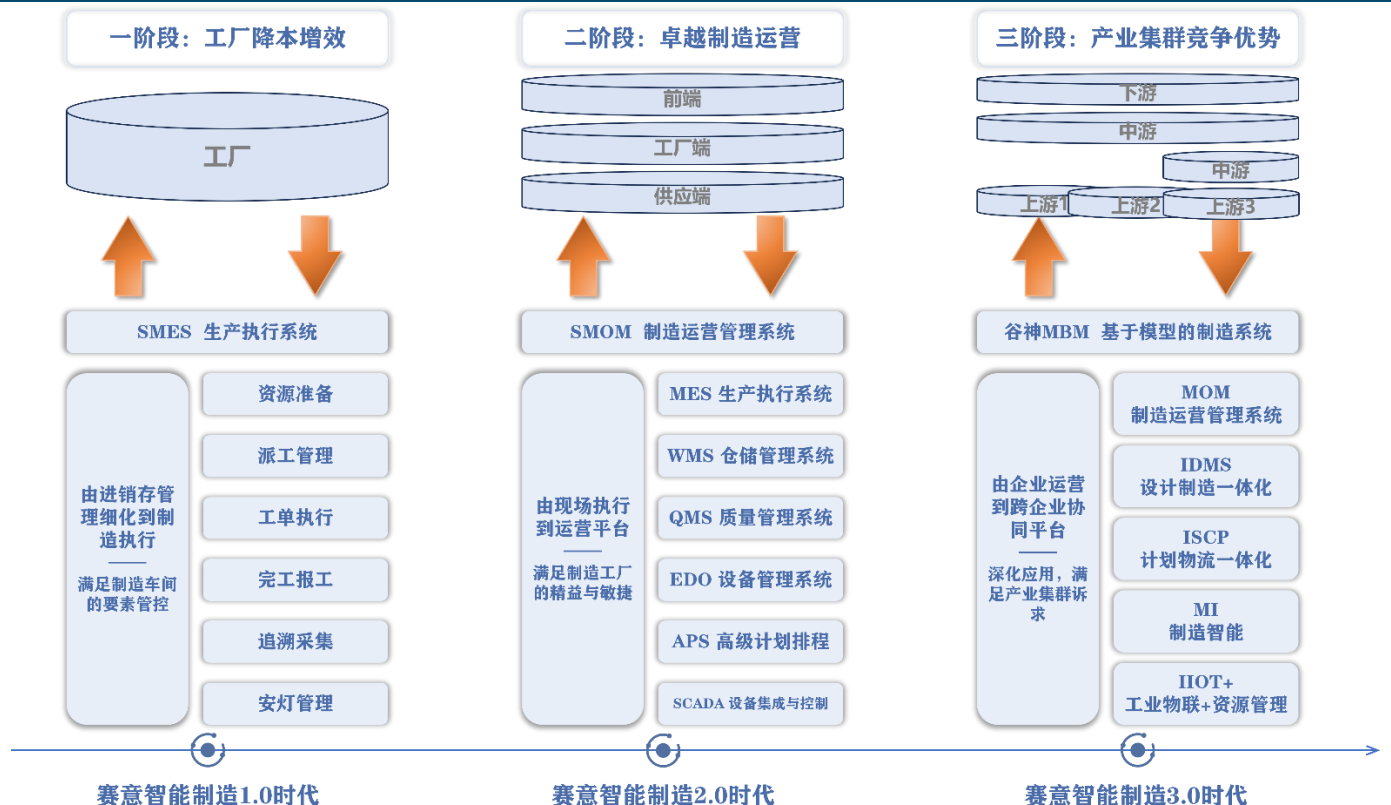 一阶段：工厂降本增效
工厂
SMES 生产执行系统
由进销存管
理细化到制
造执行
满足制造车间
的要素管控
资源准备
派工管理
工单执行
完工报工
追溯采集
安灯管理
赛意智能制造1.0时代
二阶段：卓越制造运营
前端
工厂端
供应端
SMOM 制造运营管理系统
由现场执行
到运营平台
满足制造工厂
的精益与敏捷
MES 生产执行系统
WMS 仓储管理系统
QMS 质量管理系统
EDO 设备管理系统
APS 高级计划排程
SCADA 设备集成与控制
赛意智能制造2.0时代
三阶段：产业集群竞争优势
下游
中游
中游
上游1
上游2
上游3
谷神MBM 基于模型的制造系统
由企业运营
到跨企业协
同平台
深化应用，满
足产业集群诉
求
MOM
制造运营管理系统
IDMS
设计制造一体化
ISCP
计划物流一体化
MI
制造智能
IIOT+
工业物联+资源管理
赛意智能制造3.0时代